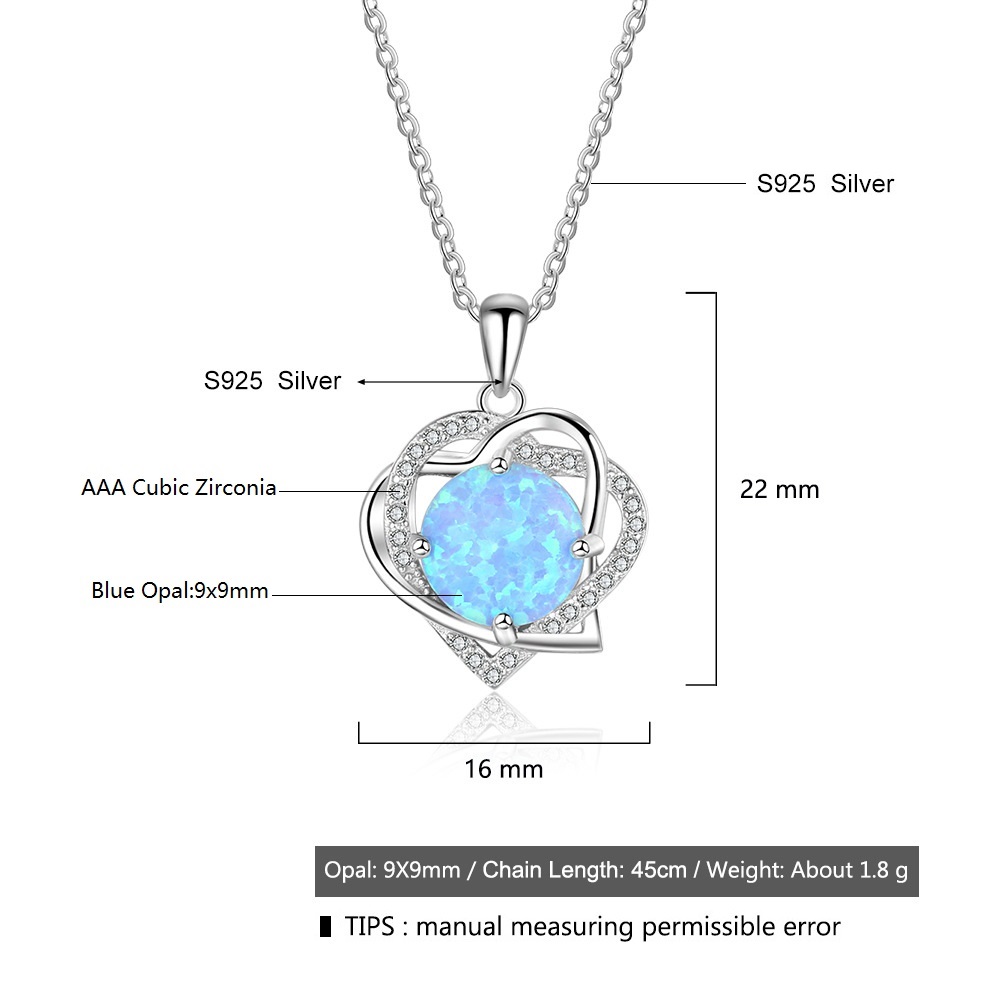 S925 Silver
S925 Silver
AAA Cubic Zirconia
22 mm
Blue Opal:9x9mm
16 mm
Opal: 9X9mm / Chain Length: 45cm / Weight: About 1.8 g
TIPS : manual measuring permissible error